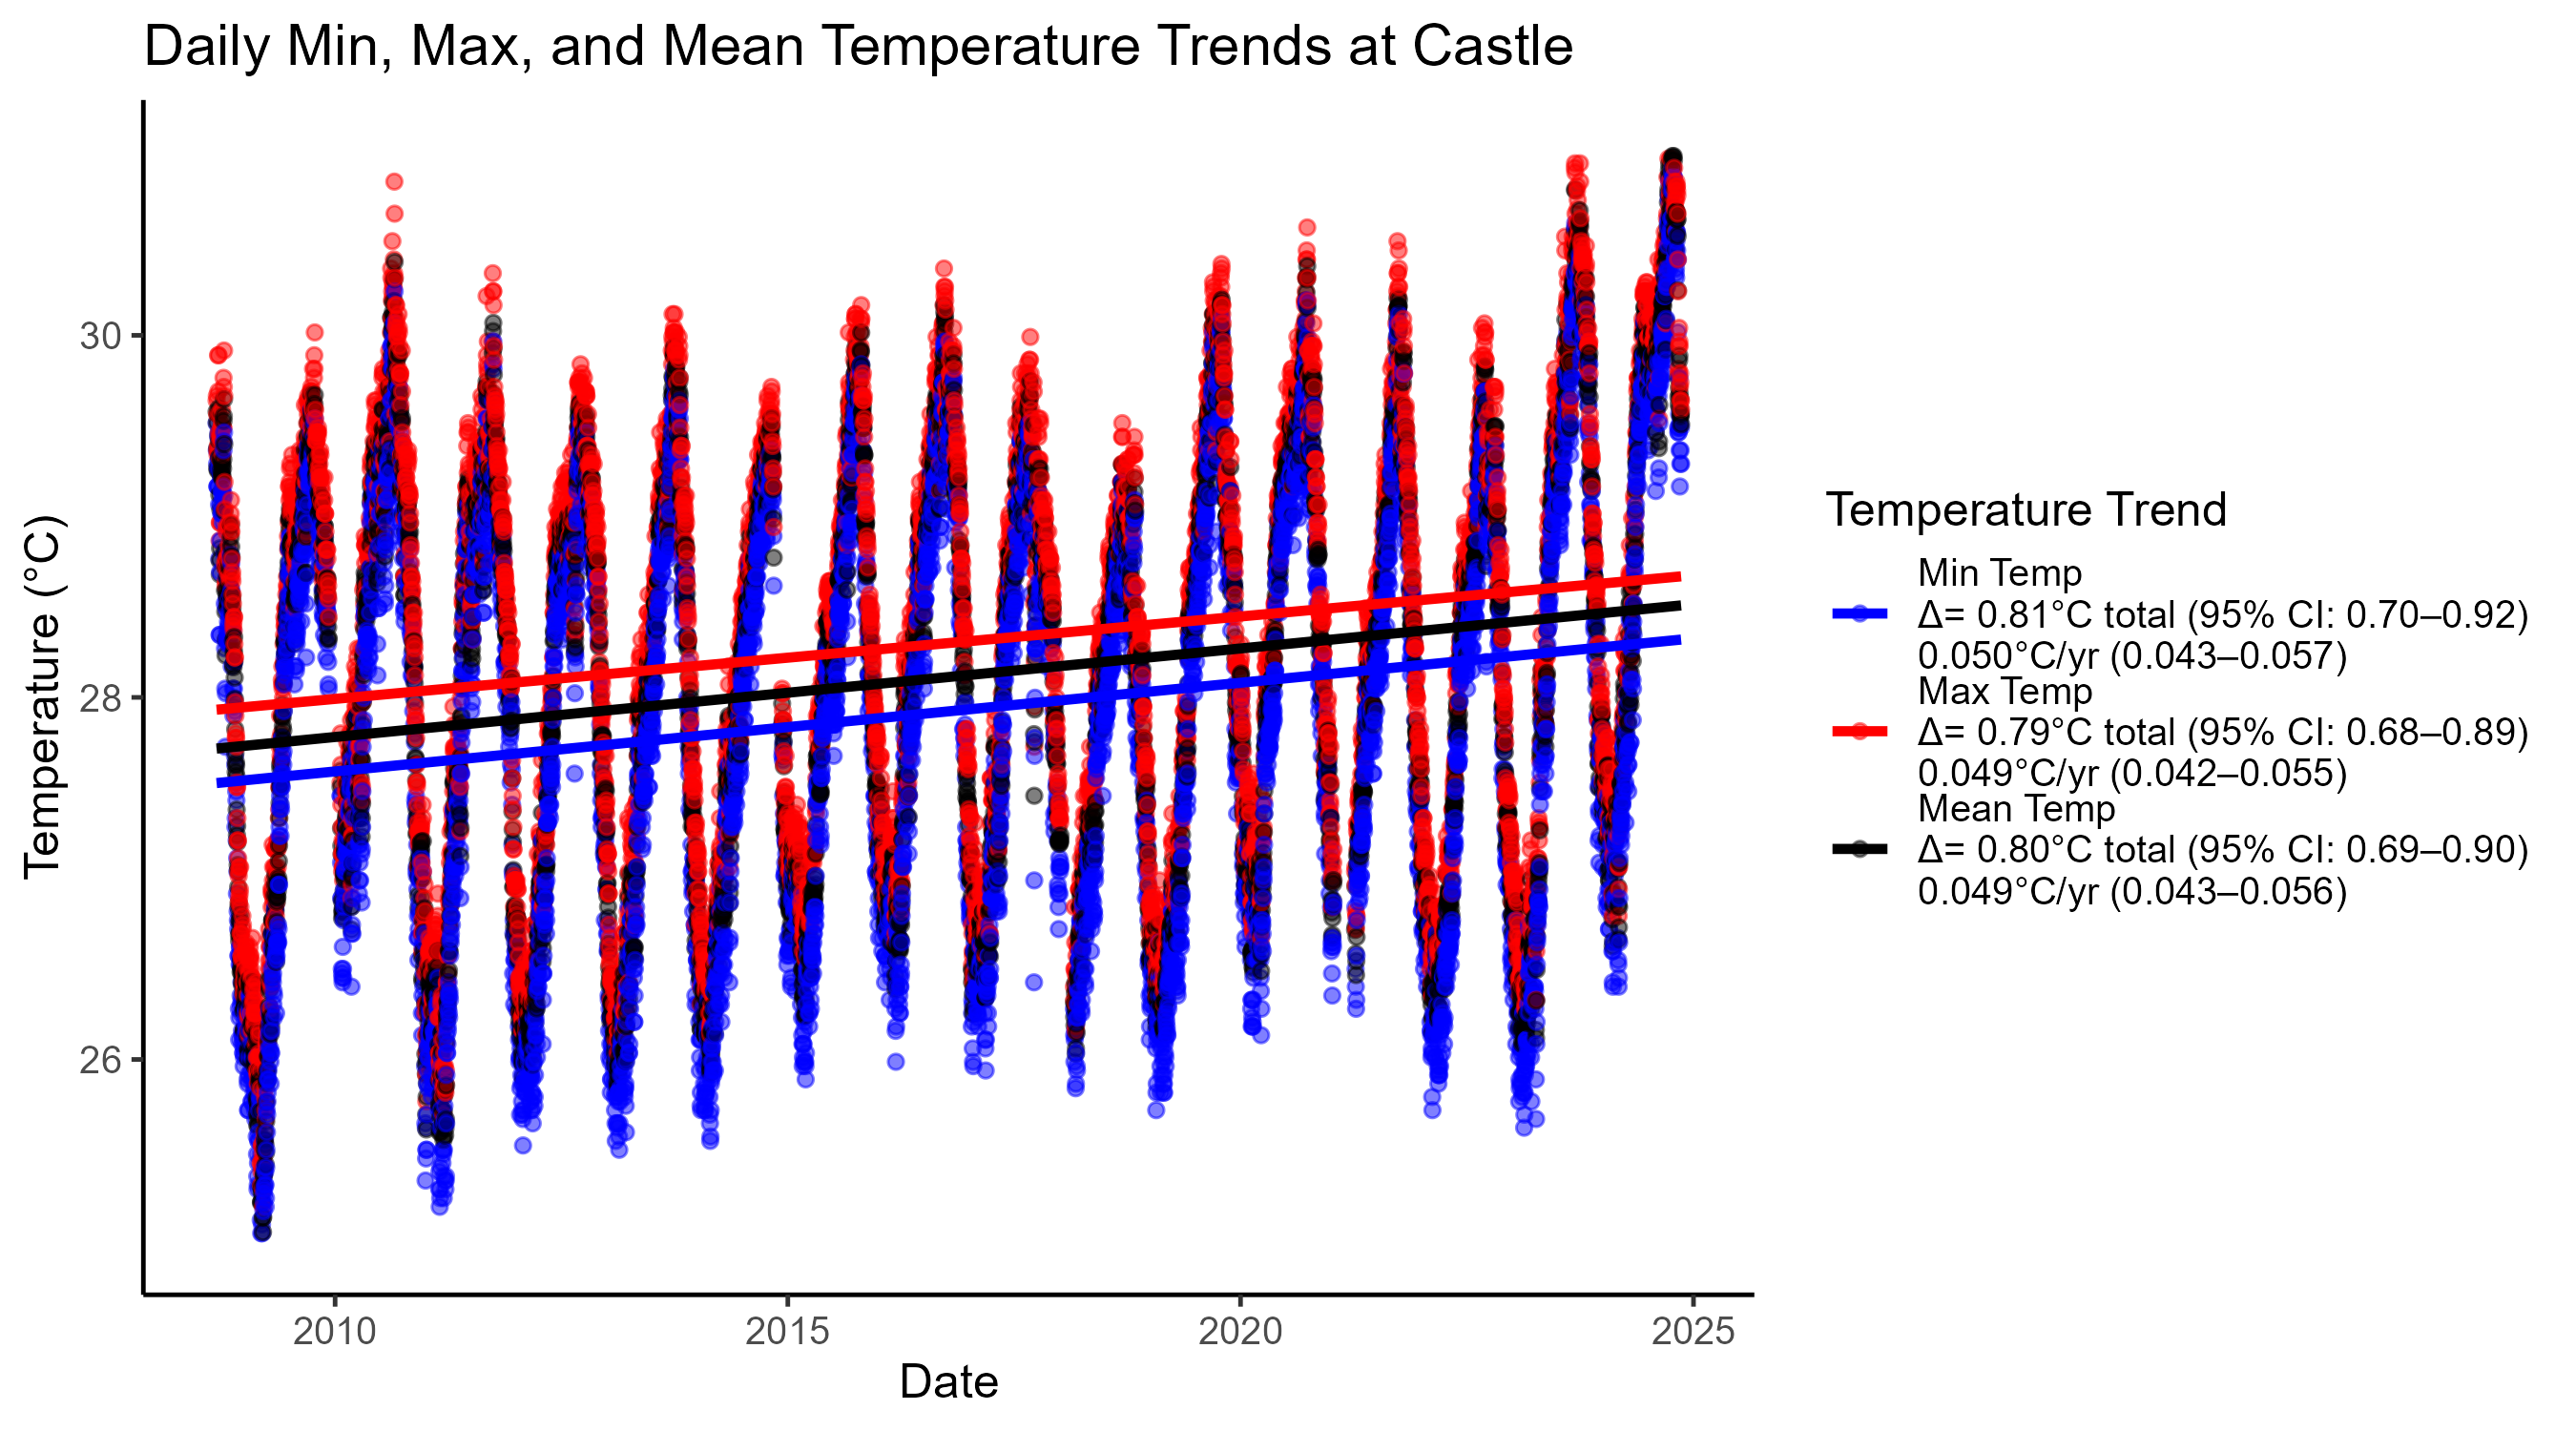 Daily Min, Max, and Mean Temperature Trends at Castle
Temperature (°C)
30
28
26
2010
2015
2020
2025
Date
Temperature Trend
Min Temp
Δ= 0.81°C total (95% CI: 0.70–0.92)
0.050°C/yr (0.043–0.057)
Max Temp
Δ= 0.79°C total (95% CI: 0.68–0.89)
0.049°C/yr (0.042–0.055)
Mean Temp
Δ= 0.80°C total (95% CI: 0.69–0.90)
0.049°C/yr (0.043–0.056)